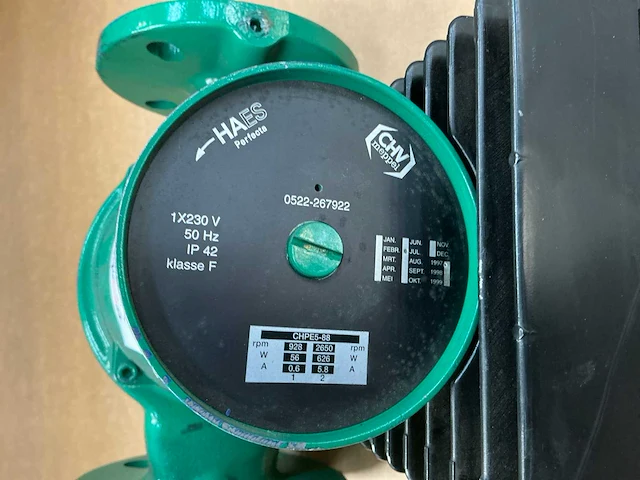 HAES
Perfecta
CHV
meppel
0522-267922
1X230 V
50 Hz
IP 42
klasse F
JAN. JUN. NOV.
FEBR. JUL. DEC.
MRT. AUG. 1997
APR. SEPT. 1998
MEI OKT. 1999
CHPE5-88
rpm 928 2650 rpm
W 56 626 W
A 0.6 5.8 A
1 2